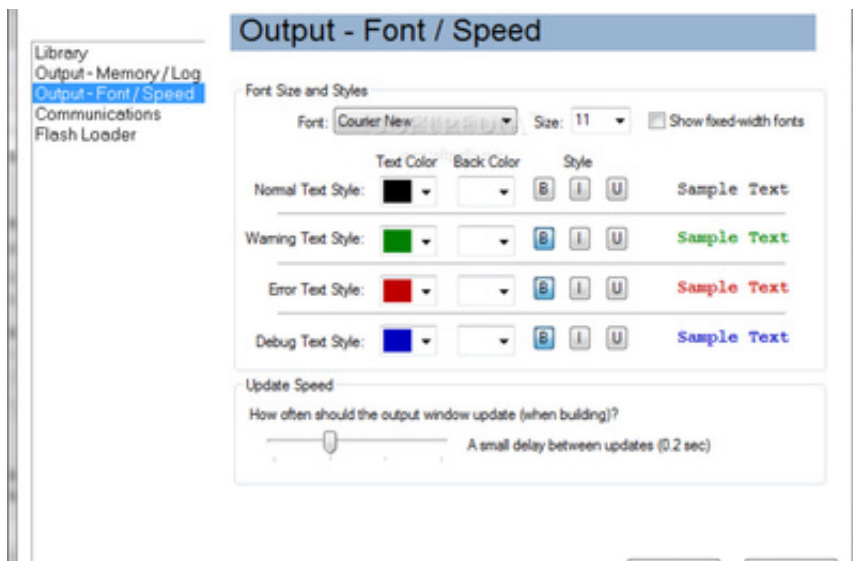 Output - Font / Speed
Library
Output - Memory / Log
Output - Font / Speed
Communications
Flash Loader
Font Size and Styles
Font: Courier New Size: 11 Show fixed-width fonts
Text Color Back Color Style
Normal Text Style: B I U Sample Text
Warning Text Style: B I U Sample Text
Error Text Style: B I U Sample Text
Debug Text Style: B I U Sample Text
Update Speed
How often should the output window update (when building)?
A small delay between updates (0.2 sec)